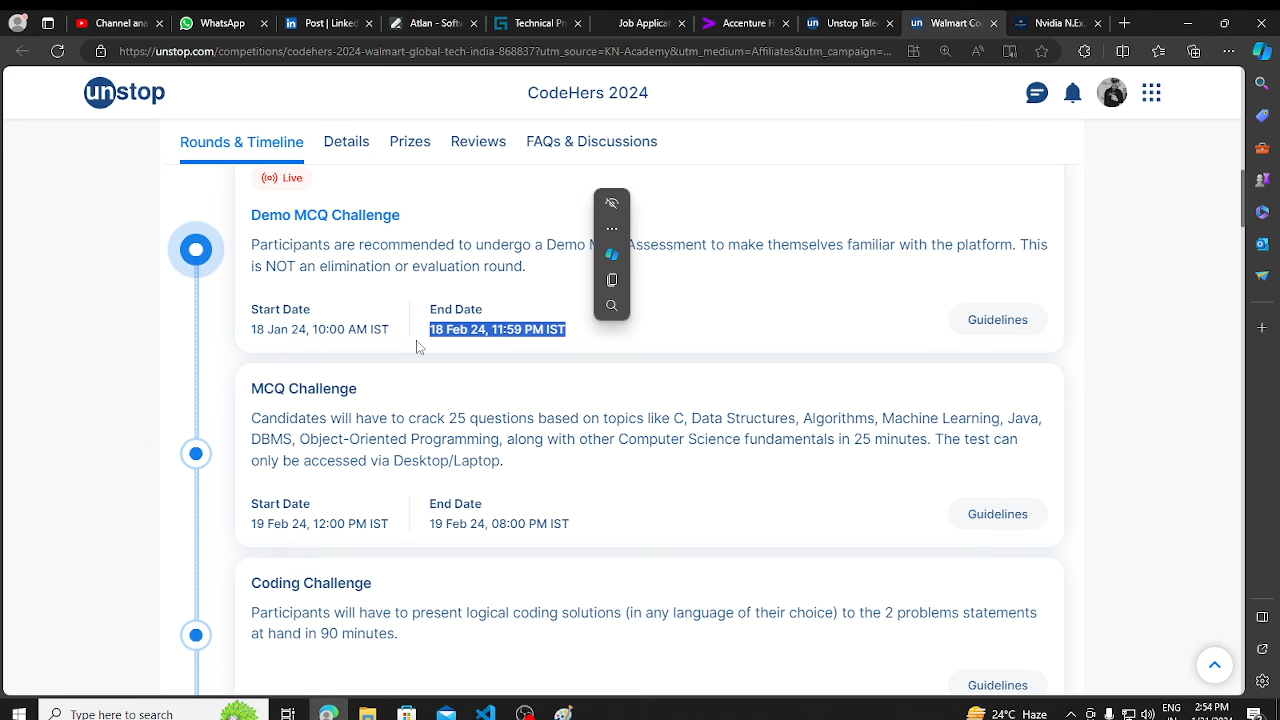 Channel ana
WhatsApp
Post | Linked
Atlan - Softw
Technical Pro
Job Applicat
Accenture H
Unstop Tale
Walmart Co
Nvidia N.Ex.
https://unstop.com/competitions/codehers-2024-walmart-global-tech-india-868837?utm_source=KN-Academy&utm_medium=Affiliates&utm_campaign=...
unstop
CodeHers 2024
Rounds & Timeline Details Prizes Reviews FAQs & Discussions
Live
Demo MCQ Challenge
Participants are recommended to undergo a Demo Assessment to make themselves familiar with the platform. This
is NOT an elimination or evaluation round.
Start Date End Date
18 Jan 24, 10:00 AM IST 18 Feb 24, 11:59 PM IST
Guidelines
MCQ Challenge
Candidates will have to crack 25 questions based on topics like C, Data Structures, Algorithms, Machine Learning, Java,
DBMS, Object-Oriented Programming, along with other Computer Science fundamentals in 25 minutes. The test can
only be accessed via Desktop/Laptop.
Start Date End Date
19 Feb 24, 12:00 PM IST 19 Feb 24, 08:00 PM IST
Guidelines
Coding Challenge
Participants will have to present logical coding solutions (in any language of their choice) to the 2 problems statements
at hand in 90 minutes.
Guidelines
Type here to search
24°C Haze
ENG
2:54 PM